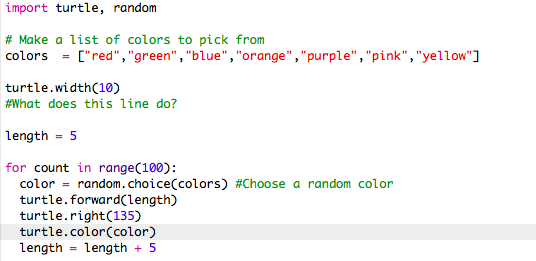 import turtle, random
# Make a list of colors to pick from
colors  = ["red","green","blue","orange","purple","pink","yellow"]
turtle.width(10)
#What does this line do?
length = 5
for count in range(100):
  color = random.choice(colors) #Choose a random color
  turtle.forward(length)
  turtle.right(135)
  turtle.color(color)
  length = length + 5